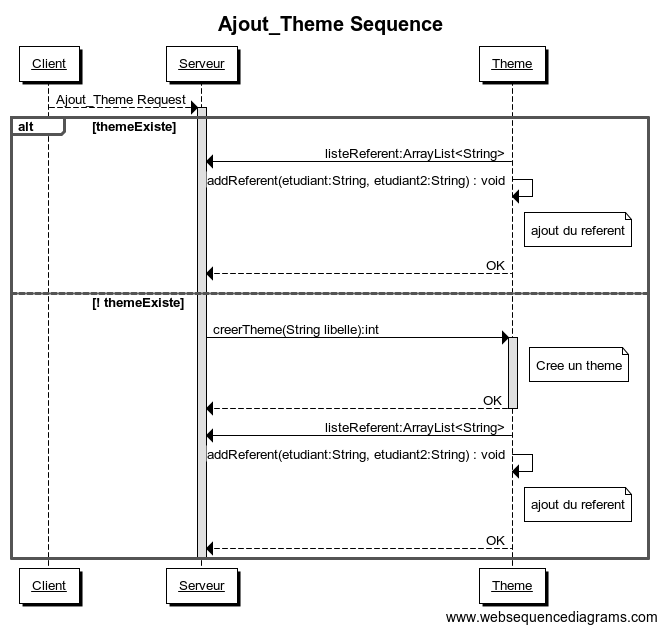 Ajout_Theme Sequence
Client
Serveur
Theme
Ajout_Theme Request
alt
[themeExiste]
listeReferent:ArrayList<String>
addReferent(etudiant:String, etudiant2:String) : void
ajout du referent
OK
[! themeExiste]
creerTheme(String libelle):int
Cree un theme
OK
listeReferent:ArrayList<String>
addReferent(etudiant:String, etudiant2:String) : void
ajout du referent
OK
Client
Serveur
Theme
www.websequencediagrams.com